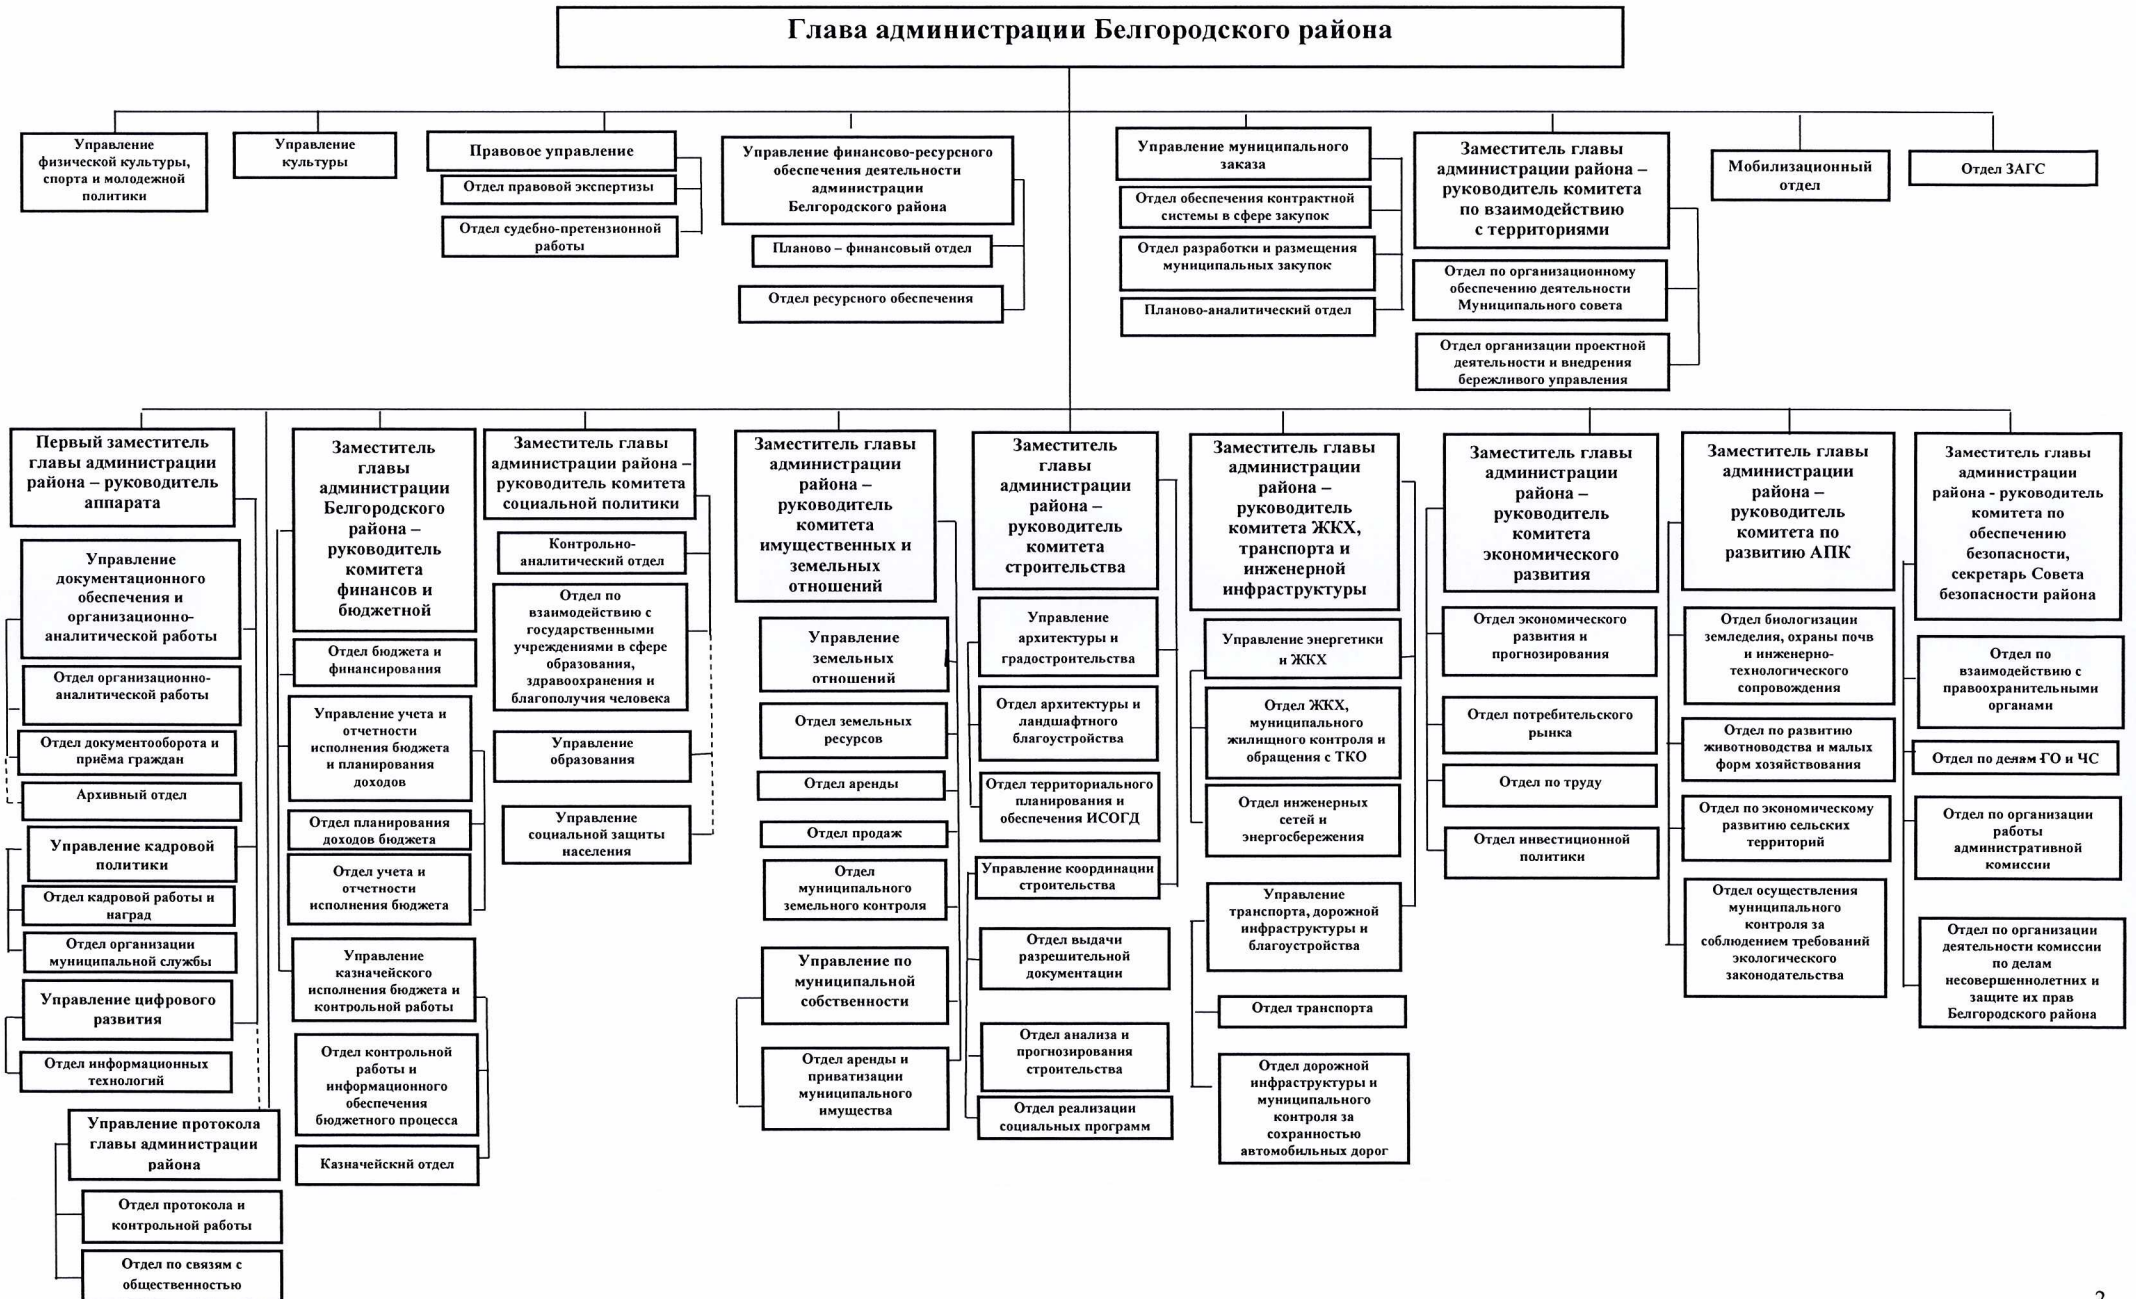 Глава администрации Белгородского района
Управление
физической культуры,
спорта и молодежной
политики
Управление
культуры
Правовое управление
Отдел правовой экспертизы
Отдел судебно-претензионной
работы
Управление финансово-ресурсного
обеспечения деятельности
администрации
Белгородского района
Планово – финансовый отдел
Отдел ресурсного обеспечения
Управление муниципального
заказа
Отдел обеспечения контрактной
системы в сфере закупок
Отдел разработки и размещения
муниципальных закупок
Планово-аналитический отдел
Заместитель главы
администрации района –
руководитель комитета
по взаимодействию
с территориями
Отдел по организационному
обеспечению деятельности
Муниципального совета
Отдел организации проектной
деятельности и внедрения
бережливого управления
Мобилизационный
отдел
Отдел ЗАГС
Первый заместитель
главы администрации
района – руководитель
аппарата
Управление
документационного
обеспечения и
организационно-
аналитической работы
Отдел организационно-
аналитической работы
Отдел документооборота и
приёма граждан
Архивный отдел
Управление кадровой
политики
Отдел кадровой работы и
наград
Отдел организации
муниципальной службы
Управление цифрового
развития
Отдел информационных
технологий
Управление протокола
главы администрации
района
Отдел протокола и
контрольной работы
Отдел по связям с
общественностью
Заместитель
главы
администрации
Белгородского
района –
руководитель
комитета
финансов и
бюджетной
Отдел бюджета и
финансирования
Управление учета и
отчетности
исполнения бюджета
и планирования
доходов
Отдел планирования
доходов бюджета
Отдел учета и
отчетности
исполнения бюджета
Управление
казначейского
исполнения бюджета и
контрольной работы
Отдел контрольной
работы и
информационного
обеспечения
бюджетного процесса
Казначейский отдел
Заместитель главы
администрации района –
руководитель комитета
социальной политики
Контрольно-
аналитический отдел
Отдел по
взаимодействию с
государственными
учреждениями в сфере
образования,
здравоохранения и
благополучия человека
Управление
образования
Управление
социальной защиты
населения
Заместитель главы
администрации
района –
руководитель
комитета
имущественных и
земельных
отношений
Управление
земельных
отношений
Отдел земельных
ресурсов
Отдел аренды
Отдел продаж
Отдел
муниципального
земельного контроля
Управление по
муниципальной
собственности
Отдел аренды и
приватизации
муниципального
имущества
Заместитель
главы
администрации
района –
руководитель
комитета
строительства
Управление
архитектуры и
градостроительства
Отдел архитектуры и
ландшафтного
благоустройства
Отдел территориального
планирования и
обеспечения ИСОГД
Управление координации
строительства
Отдел выдачи
разрешительной
документации
Отдел анализа и
прогнозирования
строительства
Отдел реализации
социальных программ
Заместитель главы
администрации
района –
руководитель
комитета ЖКХ,
транспорта и
инженерной
инфраструктуры
Управление энергетики
и ЖКХ
Отдел ЖКХ,
муниципального
жилищного контроля и
обращения с ТКО
Отдел инженерных
сетей и
энергосбережения
Управление
транспорта, дорожной
инфраструктуры и
благоустройства
Отдел транспорта
Отдел дорожной
инфраструктуры и
муниципального
контроля за
сохранностью
автомобильных дорог
Заместитель главы
администрации
района –
руководитель
комитета
экономического
развития
Отдел экономического
развития и
прогнозирования
Отдел потребительского
рынка
Отдел по труду
Отдел инвестиционной
политики
Заместитель главы
администрации
района –
руководитель
комитета по
развитию АПК
Отдел биологизации
земледелия, охраны почв
и инженерно-
технологического
сопровождения
Отдел по развитию
животноводства и малых
форм хозяйствования
Отдел по экономическому
развитию сельских
территорий
Отдел осуществления
муниципального
контроля за
соблюдением требований
экологического
законодательства
Заместитель главы
администрации
района - руководитель
комитета по
обеспечению
безопасности,
секретарь Совета
безопасности района
Отдел по
взаимодействию с
правоохранительными
органами
Отдел по делам ГО и ЧС
Отдел по организации
работы
административной
комиссии
Отдел по организации
деятельности комиссии
по делам
несовершеннолетних и
защите их прав
Белгородского района